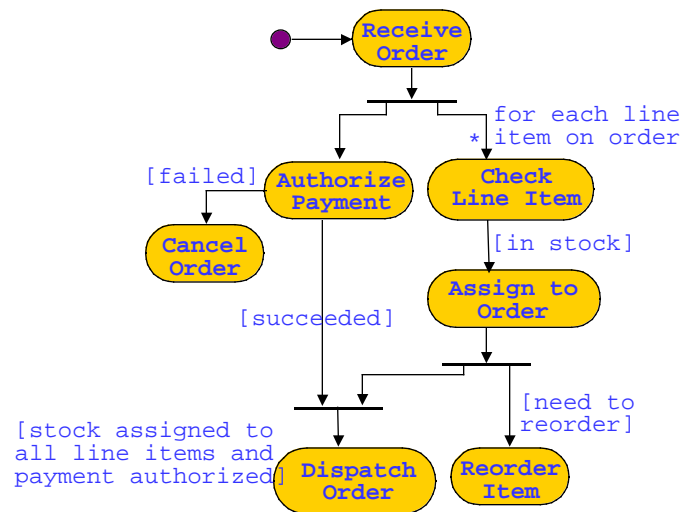 Receive
Order
for each line
* item on order
[failed]
Authorize
Payment
Check
Line Item
Cancel
Order
[in stock]
Assign to
Order
[succeeded]
[need to
reorder]
[stock assigned to
all line items and
payment authorized]
Dispatch
Order
Reorder
Item